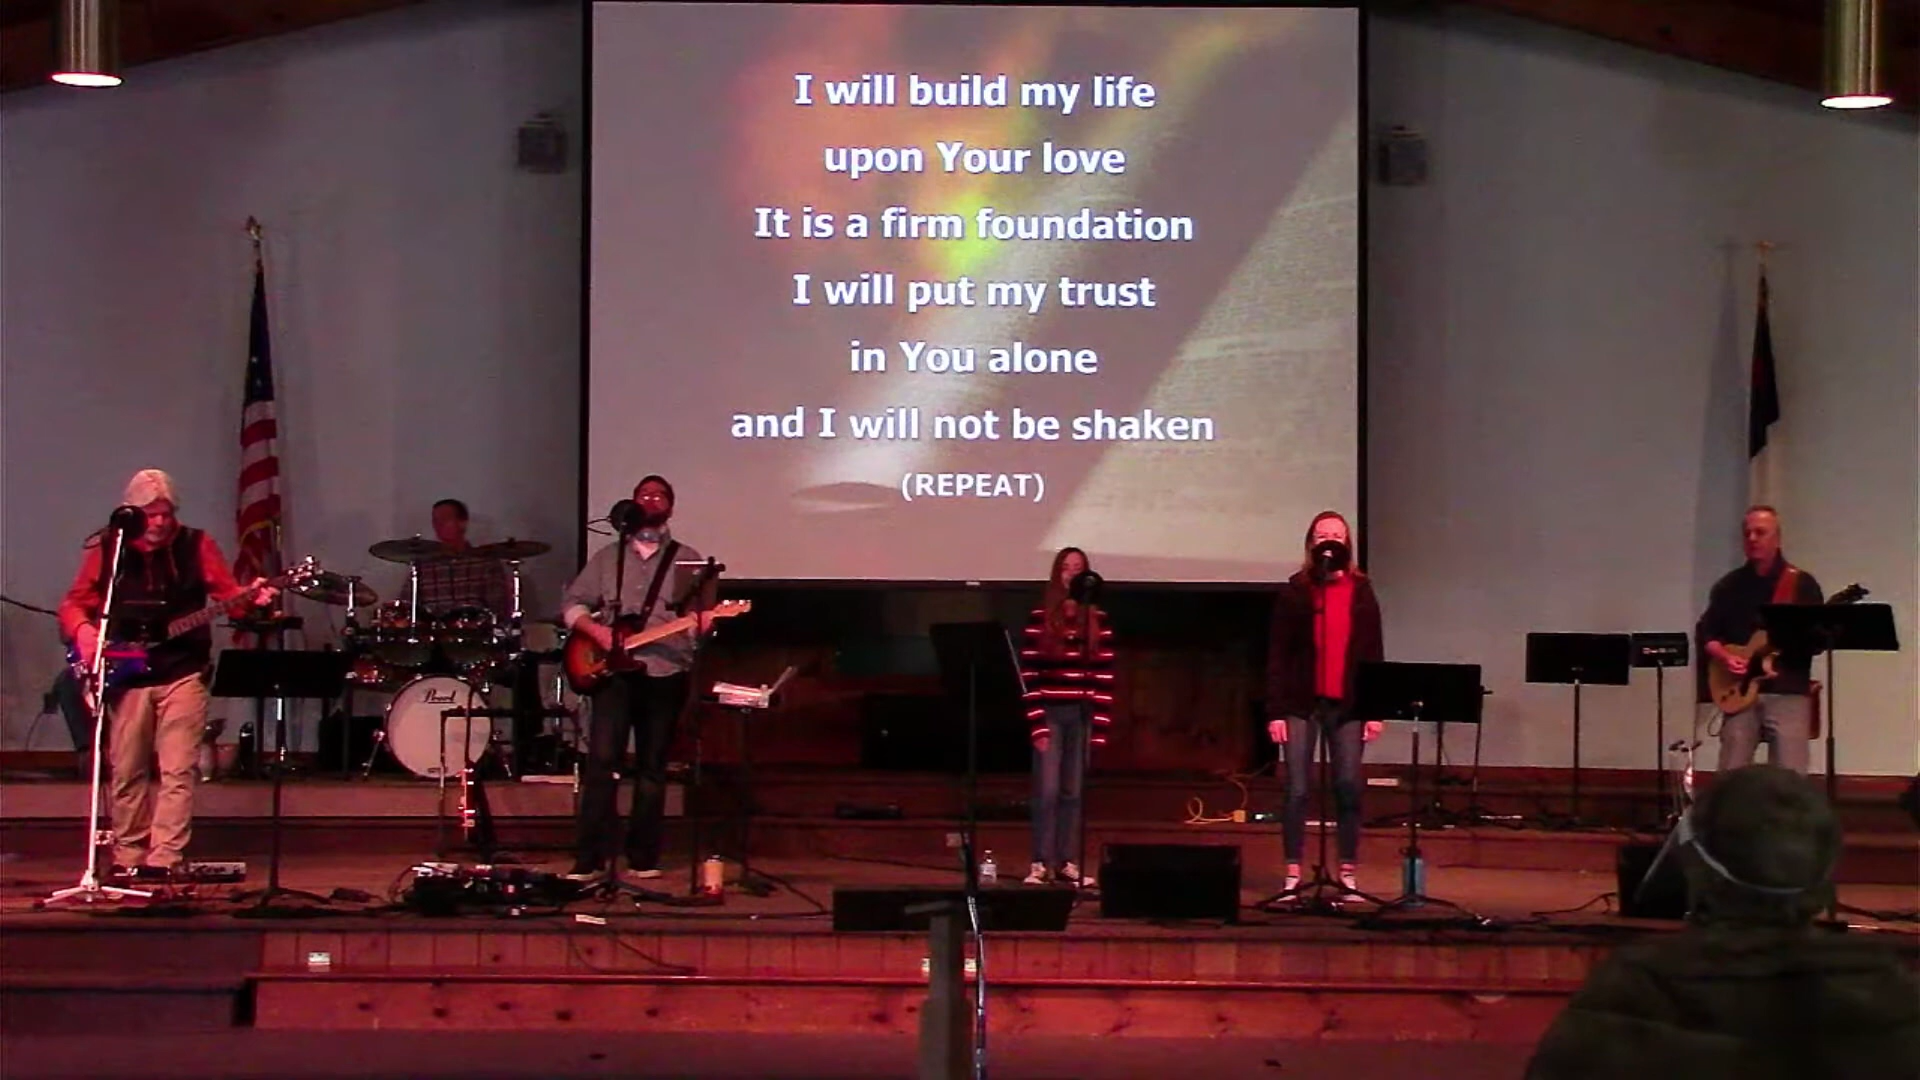 I will build my life
upon Your love
It is a firm foundation
I will put my trust
in You alone
and I will not be shaken
(REPEAT)
Pearl